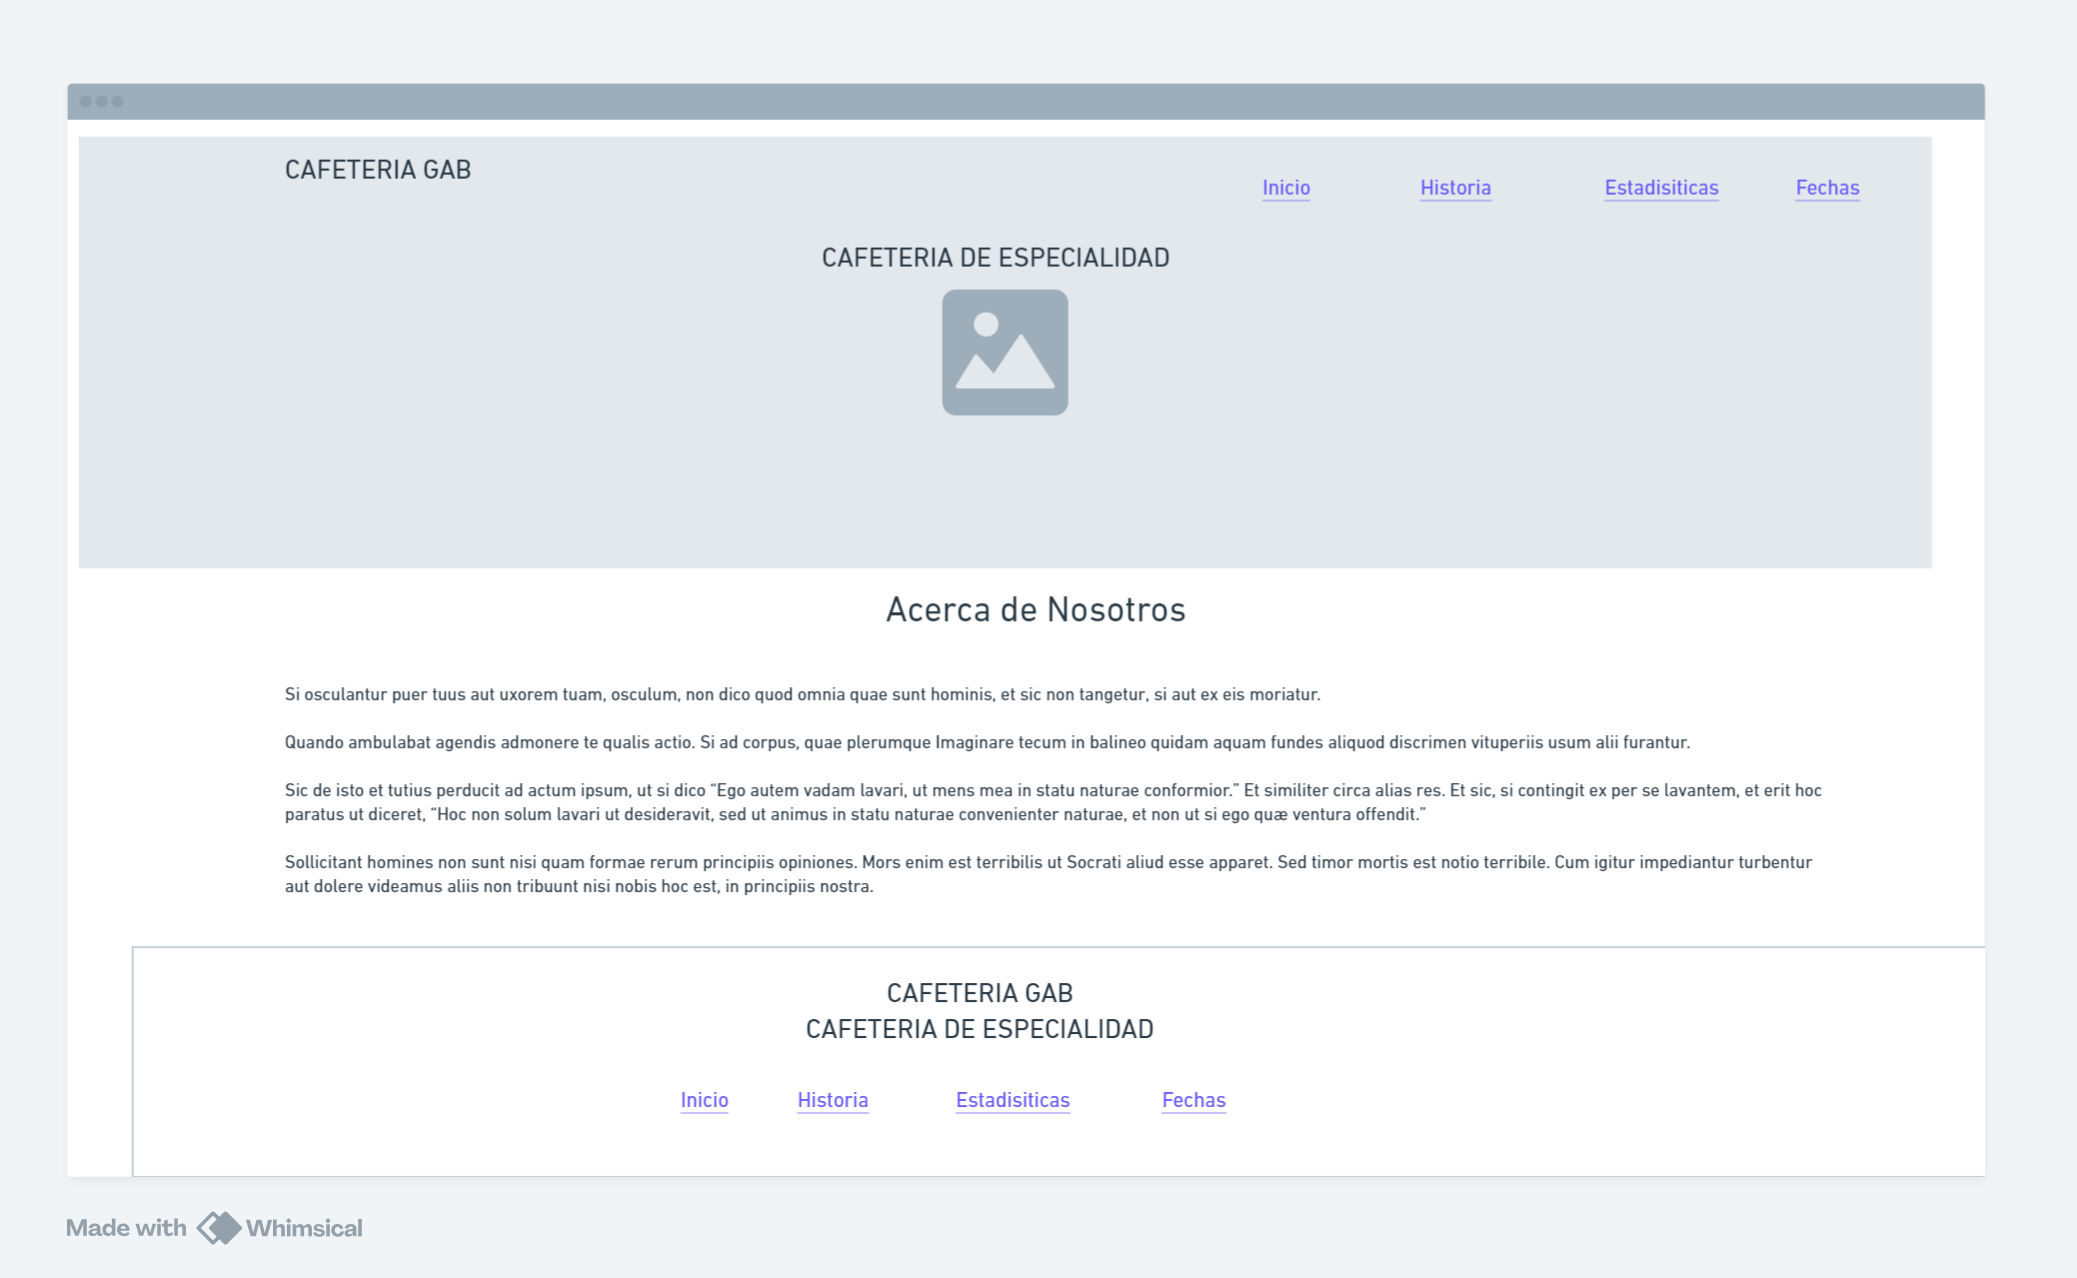 CAFETERIA GAB
Inicio Historia Estadisiticas Fechas
CAFETERIA DE ESPECIALIDAD
Acerca de Nosotros
Si osculantur puer tuus aut uxorem tuam, osculum, non dico quod omnia quae sunt hominis, et sic non tangetur, si aut ex eis moriatur.
Quando ambulabat agendis admonere te qualis actio. Si ad corpus, quae plerumque Imaginare tecum in balineo quidam aquam fundes aliquod discrimen vituperiis usum alii furantur.
Sic de isto et tutius perducit ad actum ipsum, ut si dico “Ego autem vadam lavari, ut mens mea in statu naturae conformior.” Et similiter circa alias res. Et sic, si contingit ex per se lavantem, et erit hoc
paratus ut diceret, “Hoc non solum lavari ut desideravit, sed ut animus in statu naturae convenienter naturae, et non ut si ego quæ ventura offendit.”
Sollicitant homines non sunt nisi quam formae rerum principiis opiniones. Mors enim est terribilis ut Socrati aliud esse apparet. Sed timor mortis est notio terribile. Cum igitur impediantur turbentur
aut dolere videamus aliis non tribuunt nisi nobis hoc est, in principiis nostra.
CAFETERIA GAB
CAFETERIA DE ESPECIALIDAD
Inicio Historia Estadisiticas Fechas
Made with Whimsical